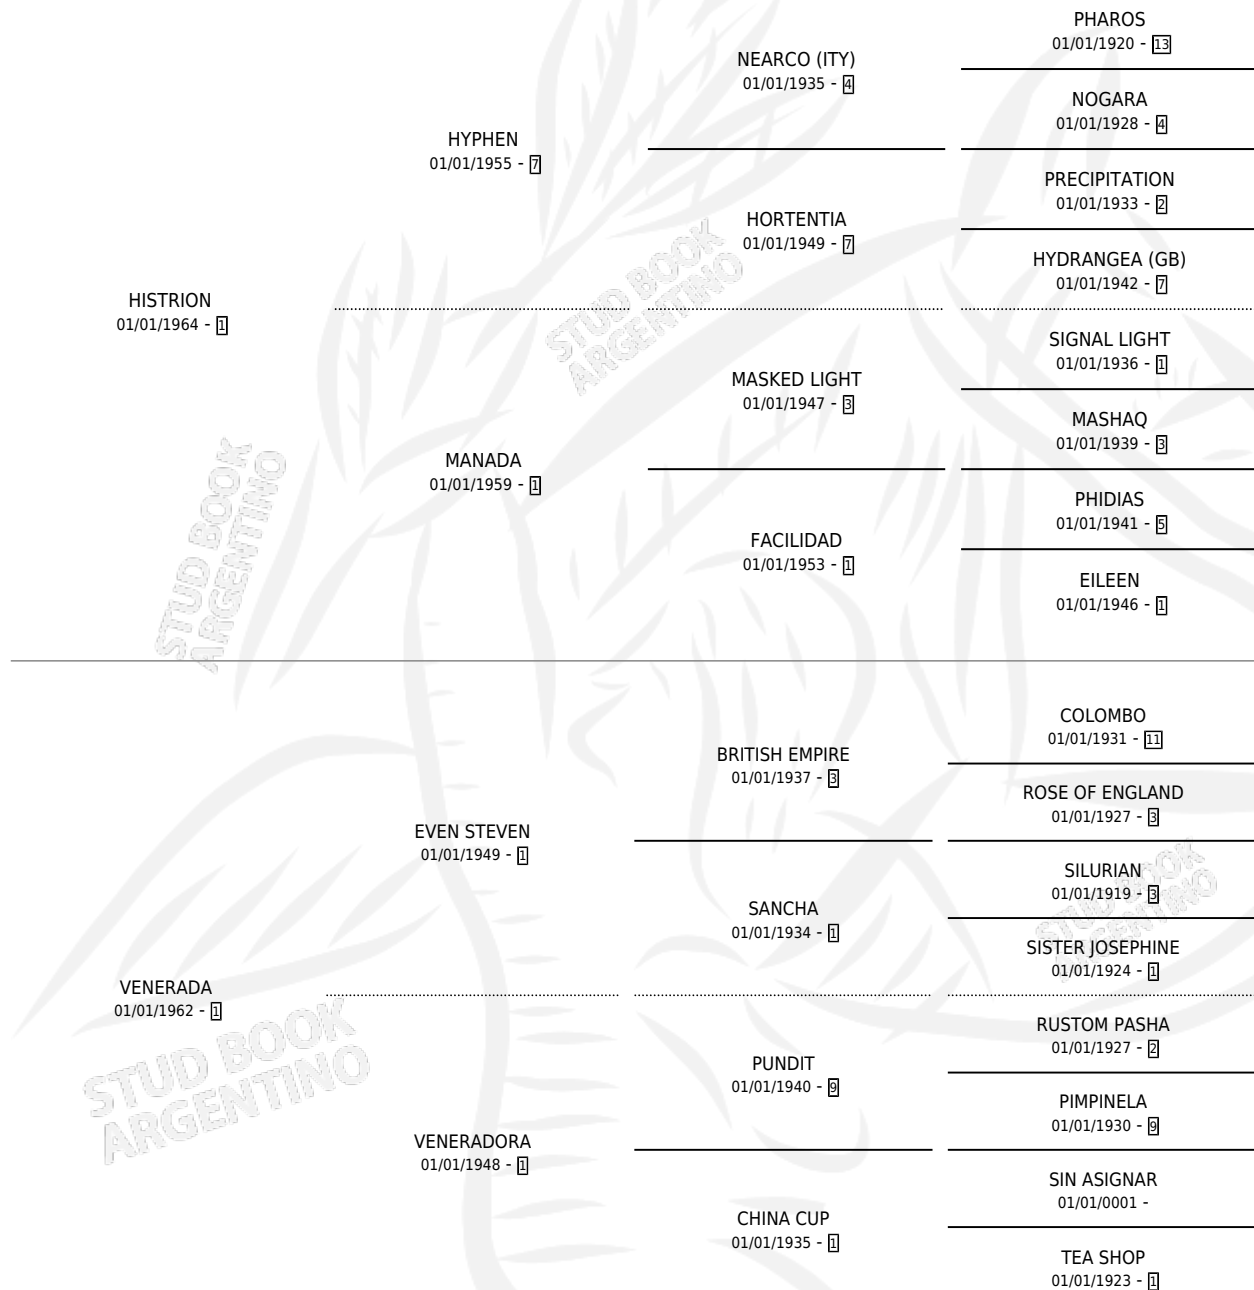 PHAROS
01/01/1920 - 13
NEARCO (ITY)
01/01/1935 - 4
NOGARA
01/01/1928 - 4
HYPHEN
01/01/1955 - 7
PRECIPITATION
01/01/1933 - 2
HORTENTIA
01/01/1949 - 7
HYDRANGEA (GB)
01/01/1942 - 7
HISTRION
01/01/1964 - 1
SIGNAL LIGHT
01/01/1936 - 1
MASKED LIGHT
01/01/1947 - 3
MASHAQ
01/01/1939 - 3
MANADA
01/01/1959 - 1
PHIDIAS
01/01/1941 - 5
FACILIDAD
01/01/1953 - 1
EILEEN
01/01/1946 - 1
COLOMBO
01/01/1931 - 11
BRITISH EMPIRE
01/01/1937 - 3
ROSE OF ENGLAND
01/01/1927 - 3
EVEN STEVEN
01/01/1949 - 1
SILURIAN
01/01/1919 - 3
SANCHA
01/01/1934 - 1
SISTER JOSEPHINE
01/01/1924 - 1
VENERADA
01/01/1962 - 1
RUSTOM PASHA
01/01/1927 - 2
PUNDIT
01/01/1940 - 9
PIMPINELA
01/01/1930 - 9
VENERADORA
01/01/1948 - 1
SIN ASIGNAR
01/01/0001 -
CHINA CUP
01/01/1935 - 1
TEA SHOP
01/01/1923 - 1
STUD BOOK
ARGENTINO
STUD BOOK
ARGENTINO
STUD BOOK
ARGENTINO
STUD BOOK
ARGENTINO